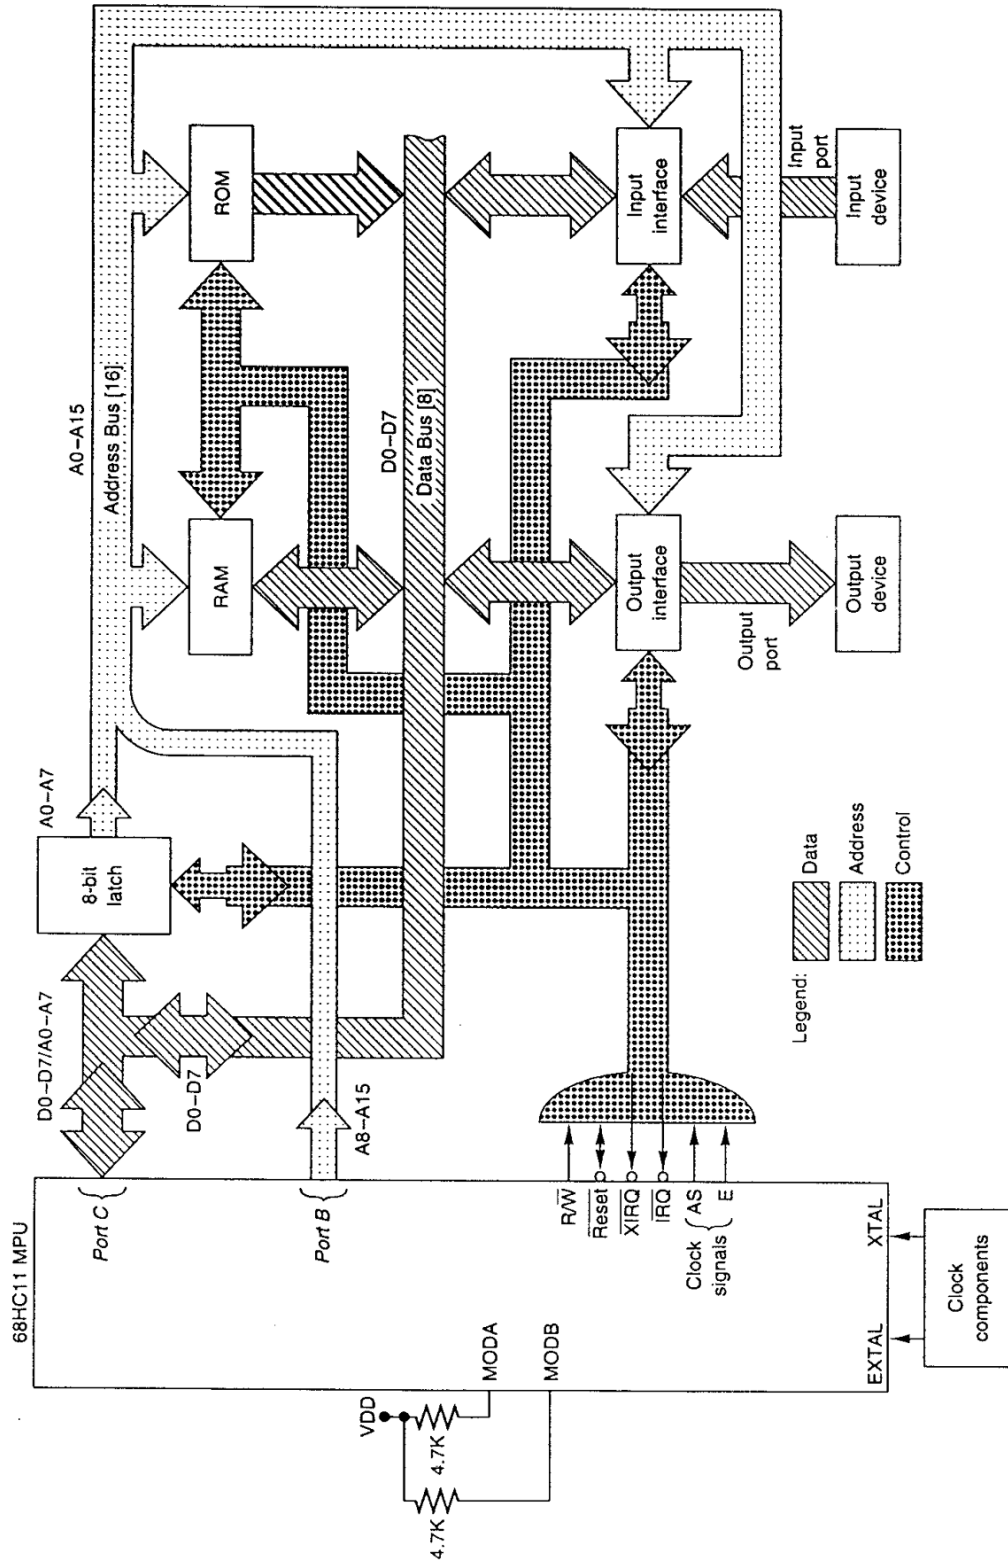 68HC11 MPU
Port C
Port B
D0–D7/A0–A7
D0–D7
A8–A15
8-bit
latch
A0–A7
A0–A15
Address Bus [16]
RAM
ROM
D0–D7
Data Bus [8]
Output
interface
Input
interface
Output
port
Input
port
Output
device
Input
device
VDD
4.7K
4.7K
MODA
MODB
R/W̅
R̅e̅s̅e̅t̅
X̅I̅R̅Q̅
I̅R̅Q̅
Clock
signals
AS
E
EXTAL
XTAL
Clock
components
Legend:
Data
Address
Control